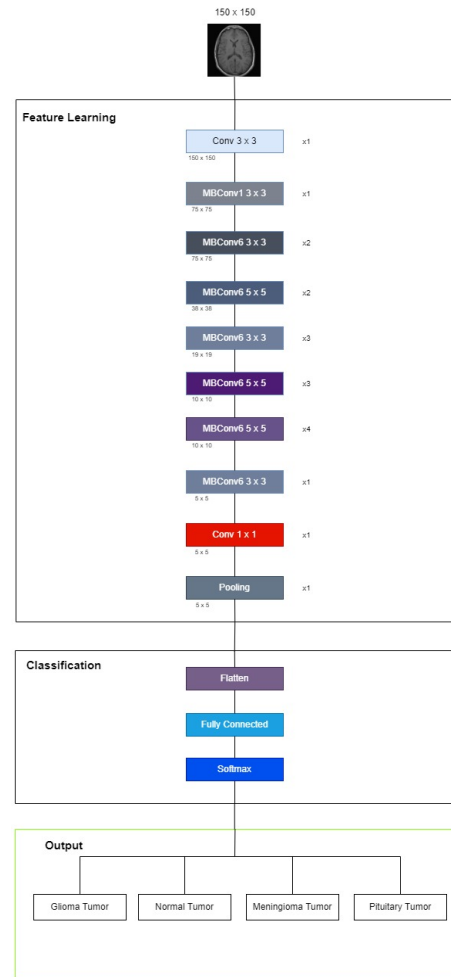 150 x 150
Feature Learning
Conv 3 x 3 x1
150 x 150
MBConv1 3 x 3 x1
75 x 75
MBConv6 3 x 3 x2
75 x 75
MBConv6 5 x 5 x2
38 x 38
MBConv6 3 x 3 x3
19 x 19
MBConv6 5 x 5 x3
10 x 10
MBConv6 5 x 5 x4
10 x 10
MBConv6 3 x 3 x1
5 x 5
Conv 1 x 1 x1
5 x 5
Pooling x1
5 x 5
Classification
Flatten
Fully Connected
Softmax
Output
Glioma Tumor Normal Tumor Meningioma Tumor Pituitary Tumor